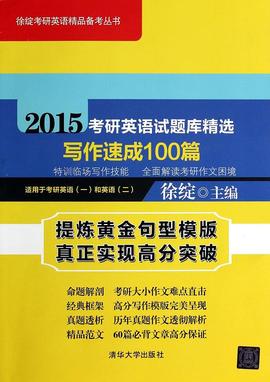 徐绽考研英语精品备考丛书
2015考研英语试题库精选
写作速成100篇
特训临场写作技能 全面解读考研作文困境
适用于考研英语(一)和英语(二)
徐绽◎主编
提炼黄金句型模版
真正实现高分突破
命题解剖 考研大小作文难点直击
经典框架 高分写作模版完美呈现
真题透析 历年真题作文透彻解析
精品范文 60篇必背文章高分保证
清华大学出版社